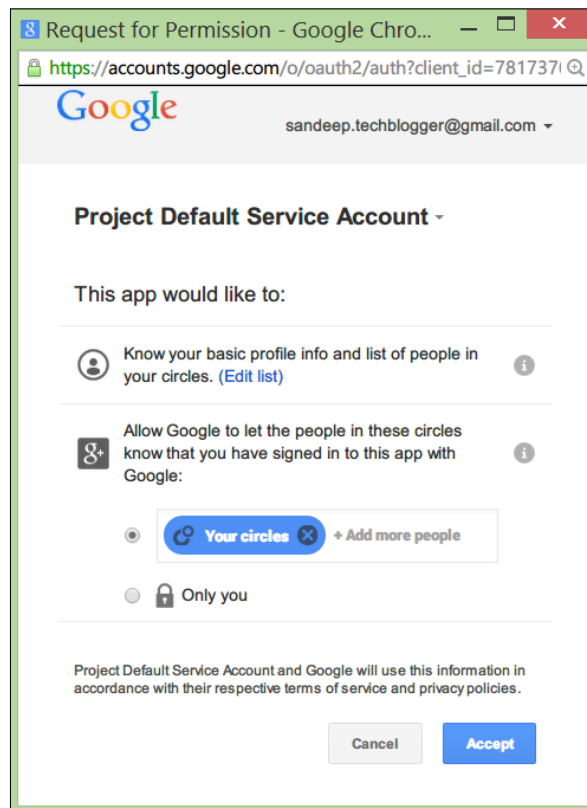 Request for Permission - Google Chro...
https://accounts.google.com/o/oauth2/auth?client_id=781737
Google
sandeep.techblogger@gmail.com
Project Default Service Account
This app would like to:
Know your basic profile info and list of people in
your circles. (Edit list)
Allow Google to let the people in these circles
know that you have signed in to this app with
Google:
Your circles + Add more people
Only you
Project Default Service Account and Google will use this information in
accordance with their respective terms of service and privacy policies.
Cancel Accept